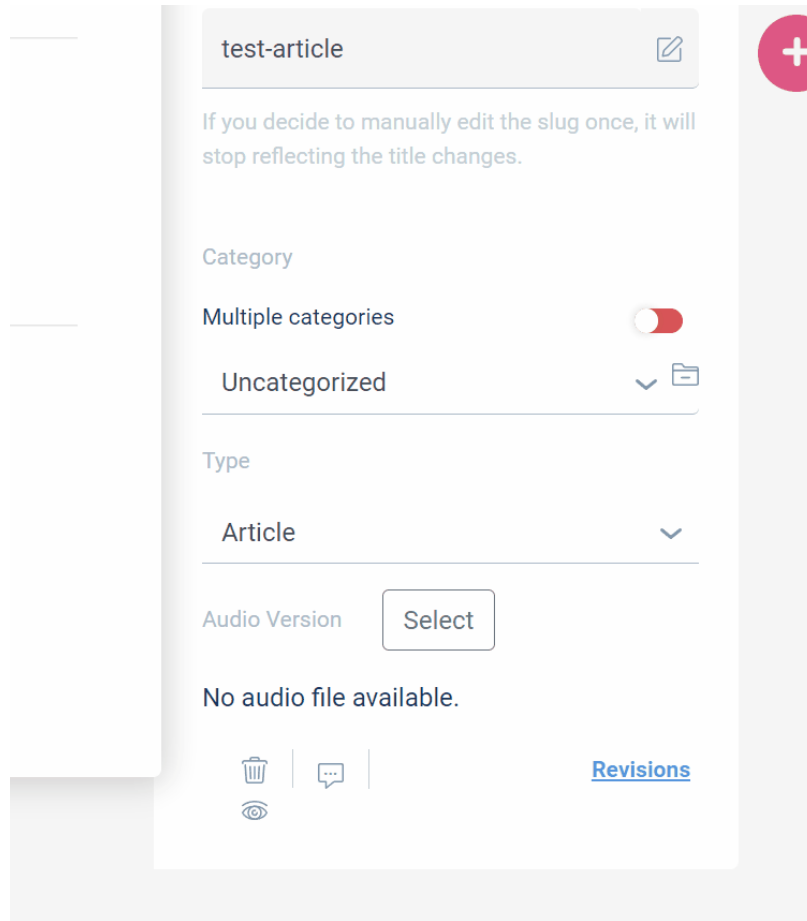 test-article
If you decide to manually edit the slug once, it will
stop reflecting the title changes.
Category
Multiple categories
Uncategorized
Type
Article
Audio Version Select
No audio file available.
Revisions